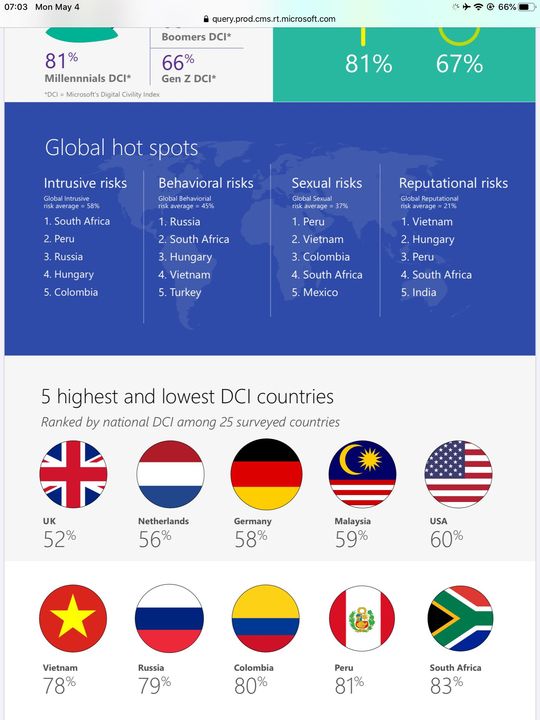 07:03 Mon May 4
66%
query.prod.cms.rt.microsoft.com
Boomers DCI*
81%
Millennnials DCI*
66%
Gen Z DCI*
*DCI = Microsoft's Digital Civility Index
81%
67%
Global hot spots
Intrusive risks
Global Intrusive
risk average = 58%
1. South Africa
2. Peru
3. Russia
4. Hungary
5. Colombia
Behavioral risks
Global Behaviorial
risk average = 45%
1. Russia
2. South Africa
3. Hungary
4. Vietnam
5. Turkey
Sexual risks
Global Sexual
risk average = 37%
1. Peru
2. Vietnam
3. Colombia
4. South Africa
5. Mexico
Reputational risks
Global Reputational
risk average = 21%
1. Vietnam
2. Hungary
3. Peru
4. South Africa
5. India
5 highest and lowest DCI countries
Ranked by national DCI among 25 surveyed countries
UK
52%
Netherlands
56%
Germany
58%
Malaysia
59%
USA
60%
Vietnam
78%
Russia
79%
Colombia
80%
Peru
81%
South Africa
83%